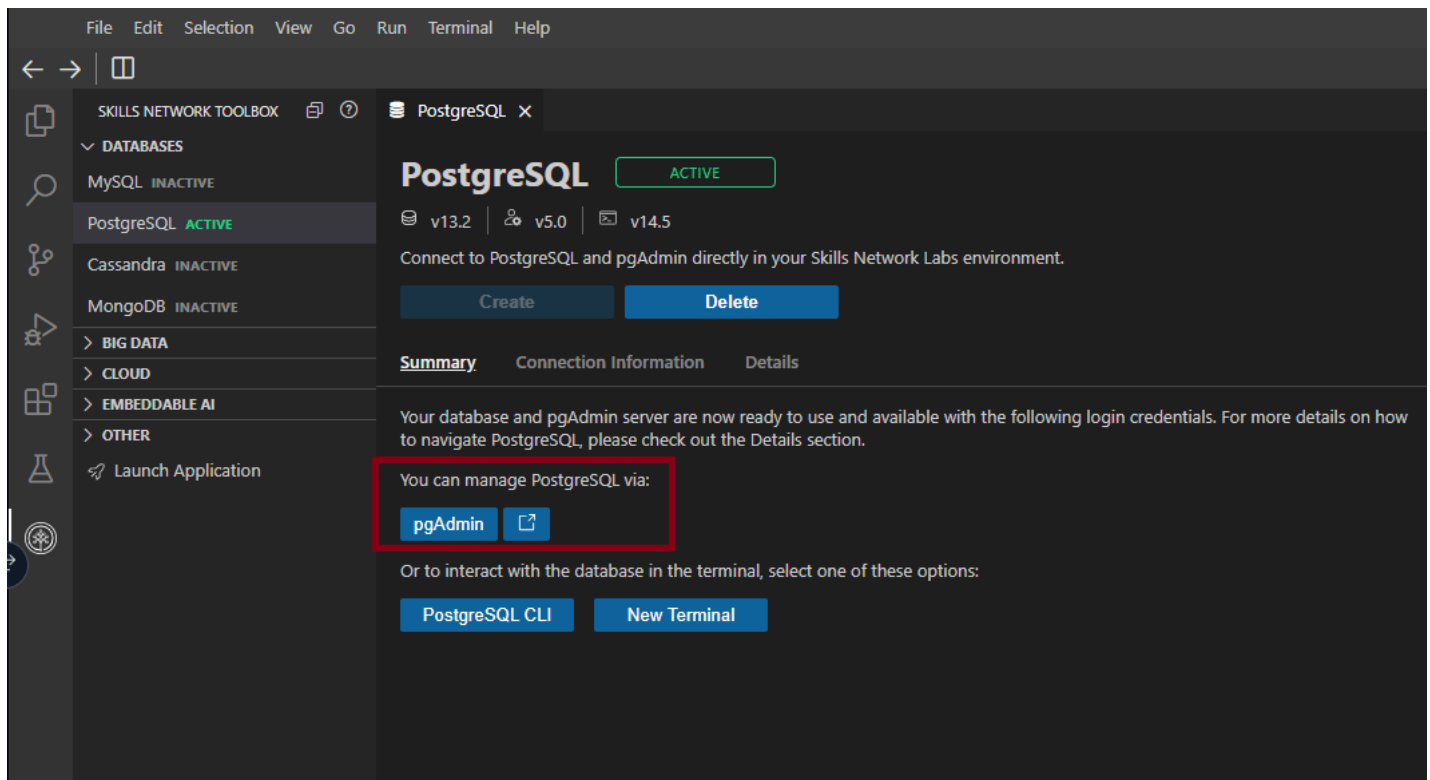 File Edit Selection View Go Run Terminal Help
SKILLS NETWORK TOOLBOX
DATABASES
MySQL INACTIVE
PostgreSQL ACTIVE
Cassandra INACTIVE
MongoDB INACTIVE
BIG DATA
CLOUD
EMBEDDABLE AI
OTHER
Launch Application
PostgreSQL
PostgreSQL ACTIVE
v13.2 v5.0 v14.5
Connect to PostgreSQL and pgAdmin directly in your Skills Network Labs environment.
Create Delete
Summary Connection Information Details
Your database and pgAdmin server are now ready to use and available with the following login credentials. For more details on how
to navigate PostgreSQL, please check out the Details section.
You can manage PostgreSQL via:
pgAdmin
Or to interact with the database in the terminal, select one of these options:
PostgreSQL CLI New Terminal